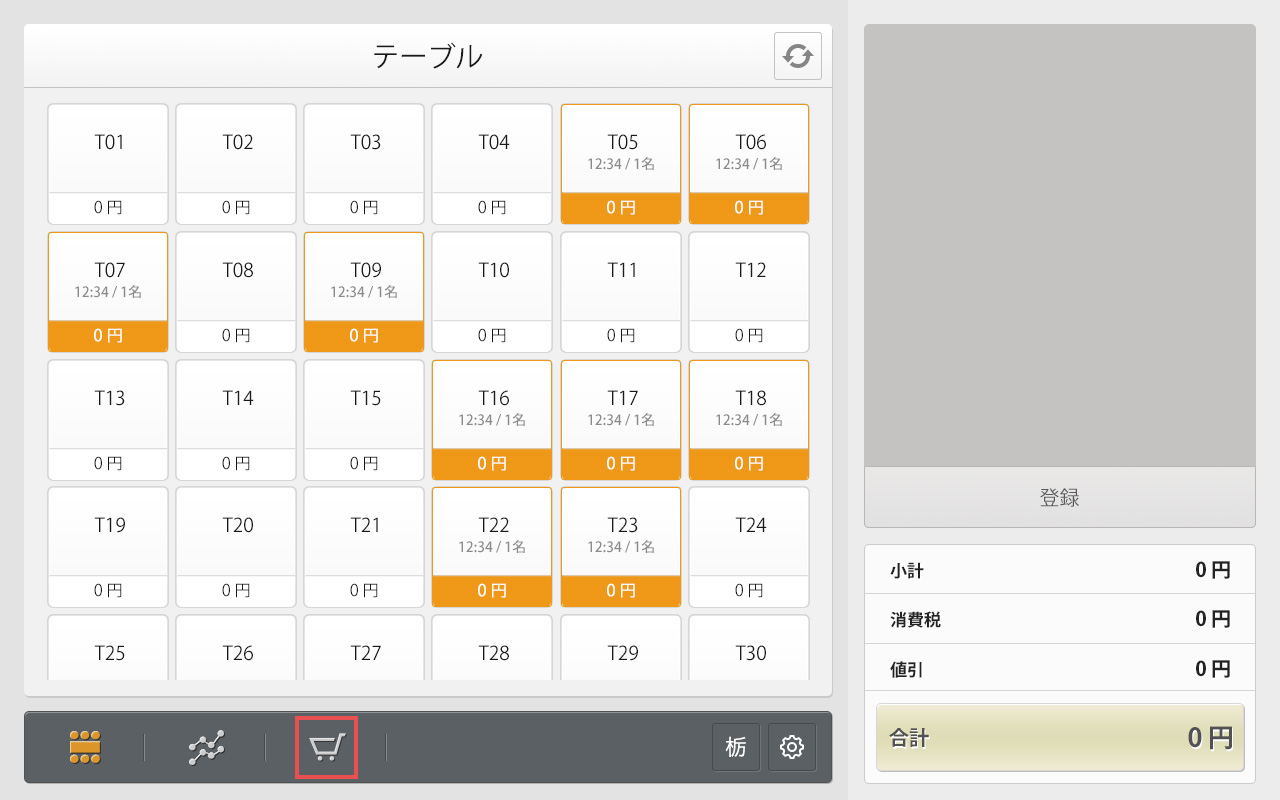 テーブル
T01 T02 T03 T04 T05 T06
12:34 / 1名 12:34 / 1名
0 円 0 円 0 円 0 円 0 円 0 円
T07 T08 T09 T10 T11 T12
12:34 / 1名 12:34 / 1名
0 円 0 円 0 円 0 円 0 円 0 円
T13 T14 T15 T16 T17 T18
12:34 / 1名 12:34 / 1名 12:34 / 1名
0 円 0 円 0 円 0 円 0 円 0 円
T19 T20 T21 T22 T23 T24
12:34 / 1名 12:34 / 1名
0 円 0 円 0 円 0 円 0 円 0 円
T25 T26 T27 T28 T29 T30
栃
登録
小計 0 円
消費税 0 円
値引 0 円
合計 0 円